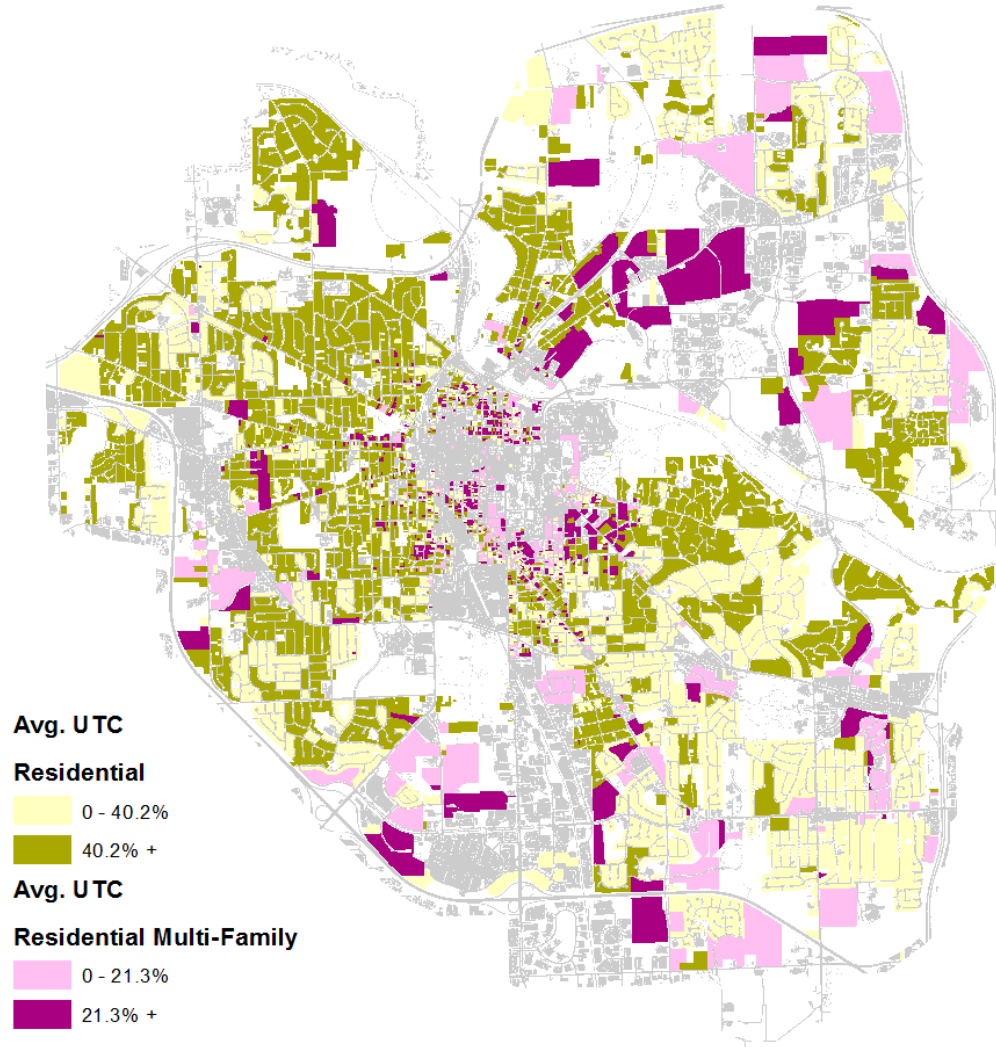 Avg. UTC
Residential
0 - 40.2%
40.2% +
Avg. UTC
Residential Multi-Family
0 - 21.3%
21.3% +